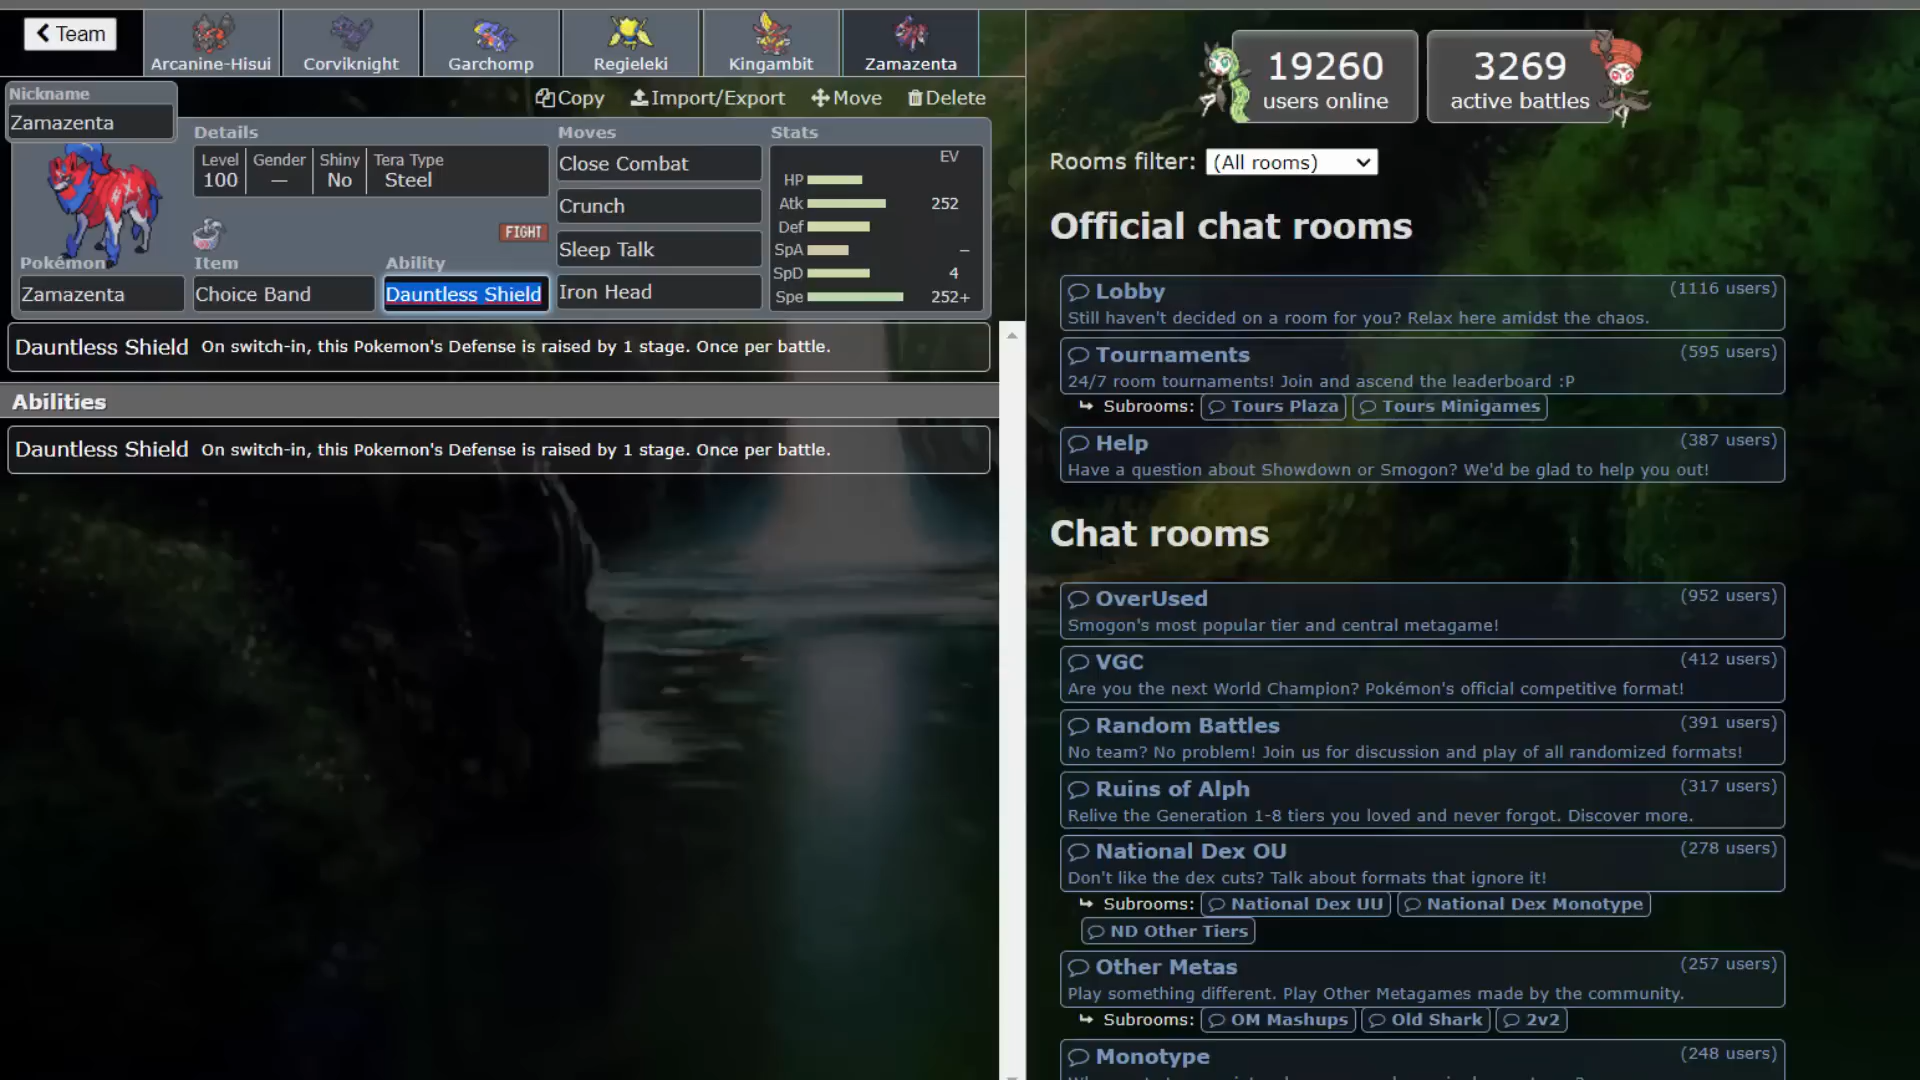 Team
Arcanine-Hisui
Corviknight
Garchomp
Regieleki
Kingambit
Zamazenta
Nickname
Zamazenta
Copy
Import/Export
Move
Delete
Details
Moves
Stats
Level Gender Shiny Tera Type
100 — No Steel
FIGHT
Pokémon
Item
Ability
Zamazenta
Choice Band
Dauntless Shield
Close Combat
Crunch
Sleep Talk
Iron Head
EV
HP
Atk 252
Def
SpA –
SpD 4
Spe 252+
Dauntless Shield On switch-in, this Pokemon's Defense is raised by 1 stage. Once per battle.
Abilities
Dauntless Shield On switch-in, this Pokemon's Defense is raised by 1 stage. Once per battle.
19260
users online
3269
active battles
Rooms filter: (All rooms)
Official chat rooms
Lobby (1116 users)
Still haven't decided on a room for you? Relax here amidst the chaos.
Tournaments (595 users)
24/7 room tournaments! Join and ascend the leaderboard :P
Subrooms: Tours Plaza Tours Minigames
Help (387 users)
Have a question about Showdown or Smogon? We'd be glad to help you out!
Chat rooms
OverUsed (952 users)
Smogon's most popular tier and central metagame!
VGC (412 users)
Are you the next World Champion? Pokémon's official competitive format!
Random Battles (391 users)
No team? No problem! Join us for discussion and play of all randomized formats!
Ruins of Alph (317 users)
Relive the Generation 1-8 tiers you loved and never forgot. Discover more.
National Dex OU (278 users)
Don't like the dex cuts? Talk about formats that ignore it!
Subrooms: National Dex UU National Dex Monotype
ND Other Tiers
Other Metas (257 users)
Play something different. Play Other Metagames made by the community.
Subrooms: OM Mashups Old Shark 2v2
Monotype (248 users)